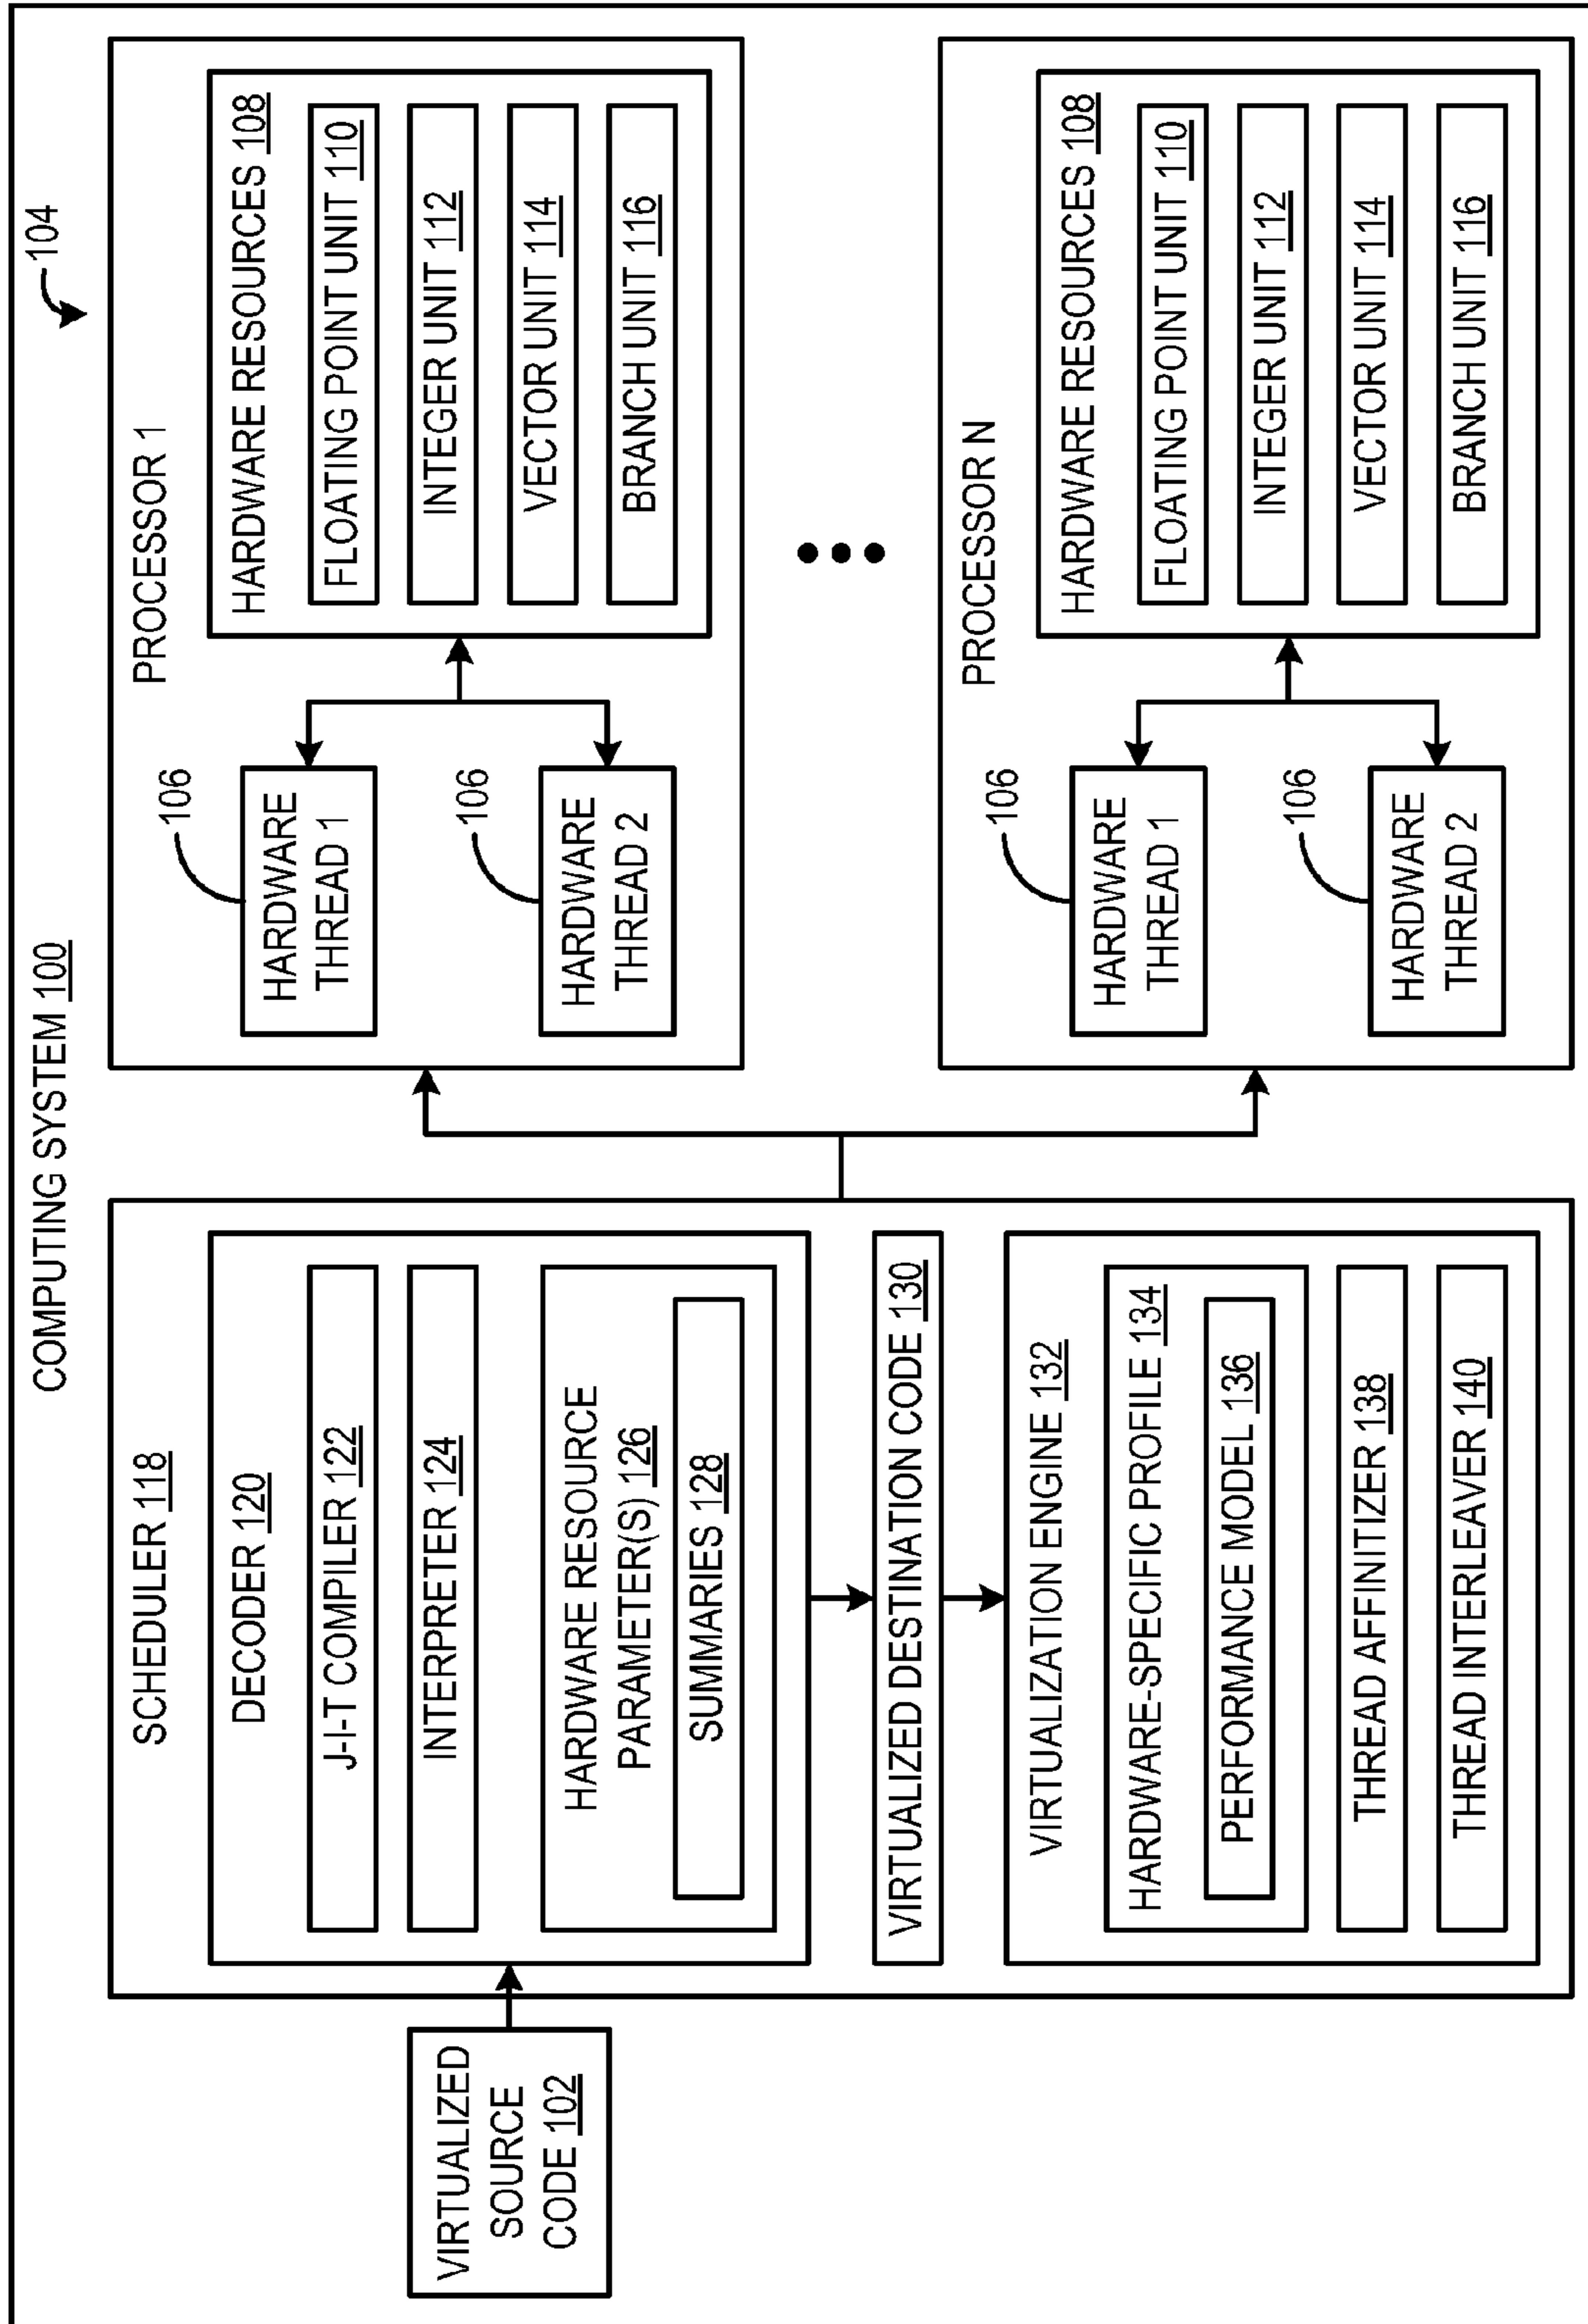 COMPUTING SYSTEM 100
104
VIRTUALIZED
SOURCE
CODE 102
SCHEDULER 118
DECODER 120
J-I-T COMPILER 122
INTERPRETER 124
HARDWARE RESOURCE
PARAMETER(S) 126
SUMMARIES 128
VIRTUALIZED DESTINATION CODE 130
VIRTUALIZATION ENGINE 132
HARDWARE-SPECIFIC PROFILE 134
PERFORMANCE MODEL 136
THREAD AFFINITIZER 138
THREAD INTERLEAVER 140
PROCESSOR 1
106
HARDWARE
THREAD 1
106
HARDWARE
THREAD 2
HARDWARE RESOURCES 108
FLOATING POINT UNIT 110
INTEGER UNIT 112
VECTOR UNIT 114
BRANCH UNIT 116
PROCESSOR N
106
HARDWARE
THREAD 1
106
HARDWARE
THREAD 2
HARDWARE RESOURCES 108
FLOATING POINT UNIT 110
INTEGER UNIT 112
VECTOR UNIT 114
BRANCH UNIT 116